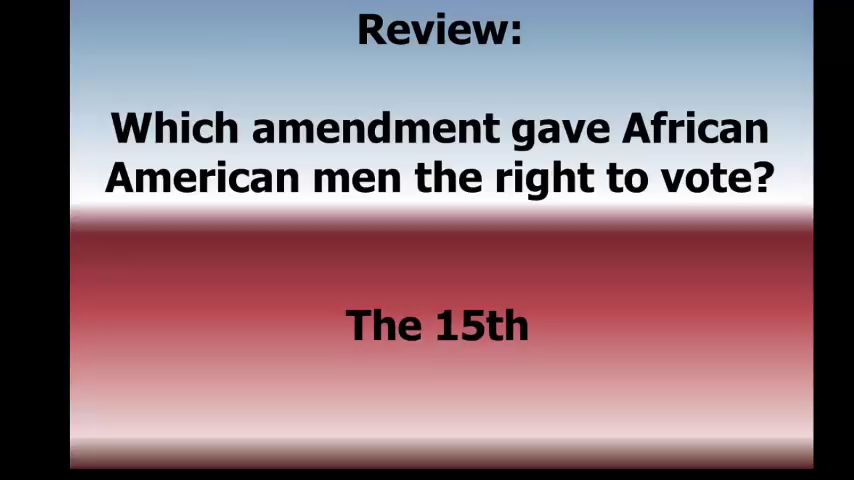 Review:
Which amendment gave African
American men the right to vote?
The 15th